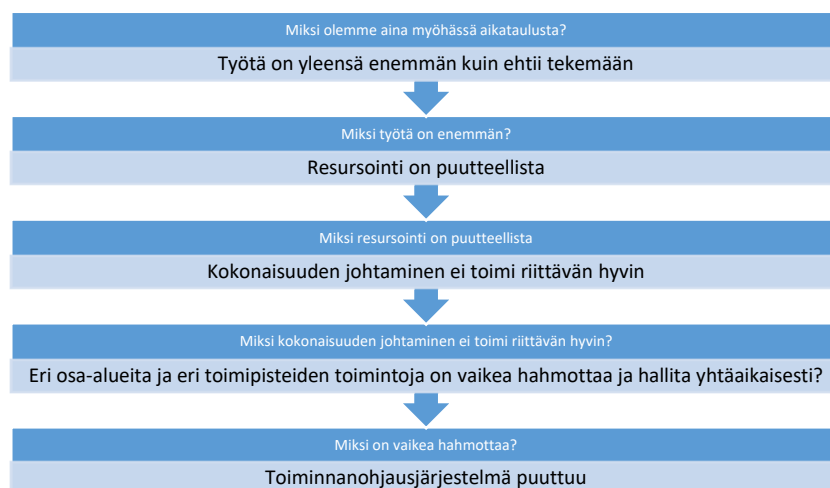 Miksi olemme aina myöhässä aikataulusta?
Työtä on yleensä enemmän kuin ehtii tekemään
Miksi työtä on enemmän?
Resursointi on puutteellista
Miksi resursointi on puutteellista
Kokonaisuuden johtaminen ei toimi riittävän hyvin
Miksi kokonaisuuden johtaminen ei toimi riittävän hyvin?
Eri osa-alueita ja eri toimipisteiden toimintoja on vaikea hahmottaa ja hallita yhtäaikaisesti?
Miksi on vaikea hahmottaa?
Toiminnanohjausjärjestelmä puuttuu